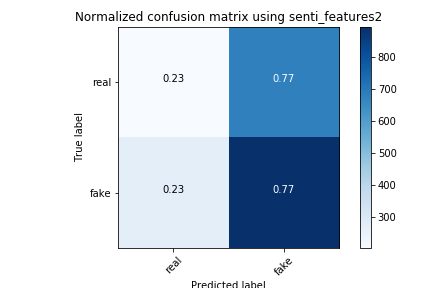 Normalized confusion matrix using senti_features2
real
0.23
0.77
fake
0.23
0.77
True label
real
fake
Predicted label
800
700
600
500
400
300